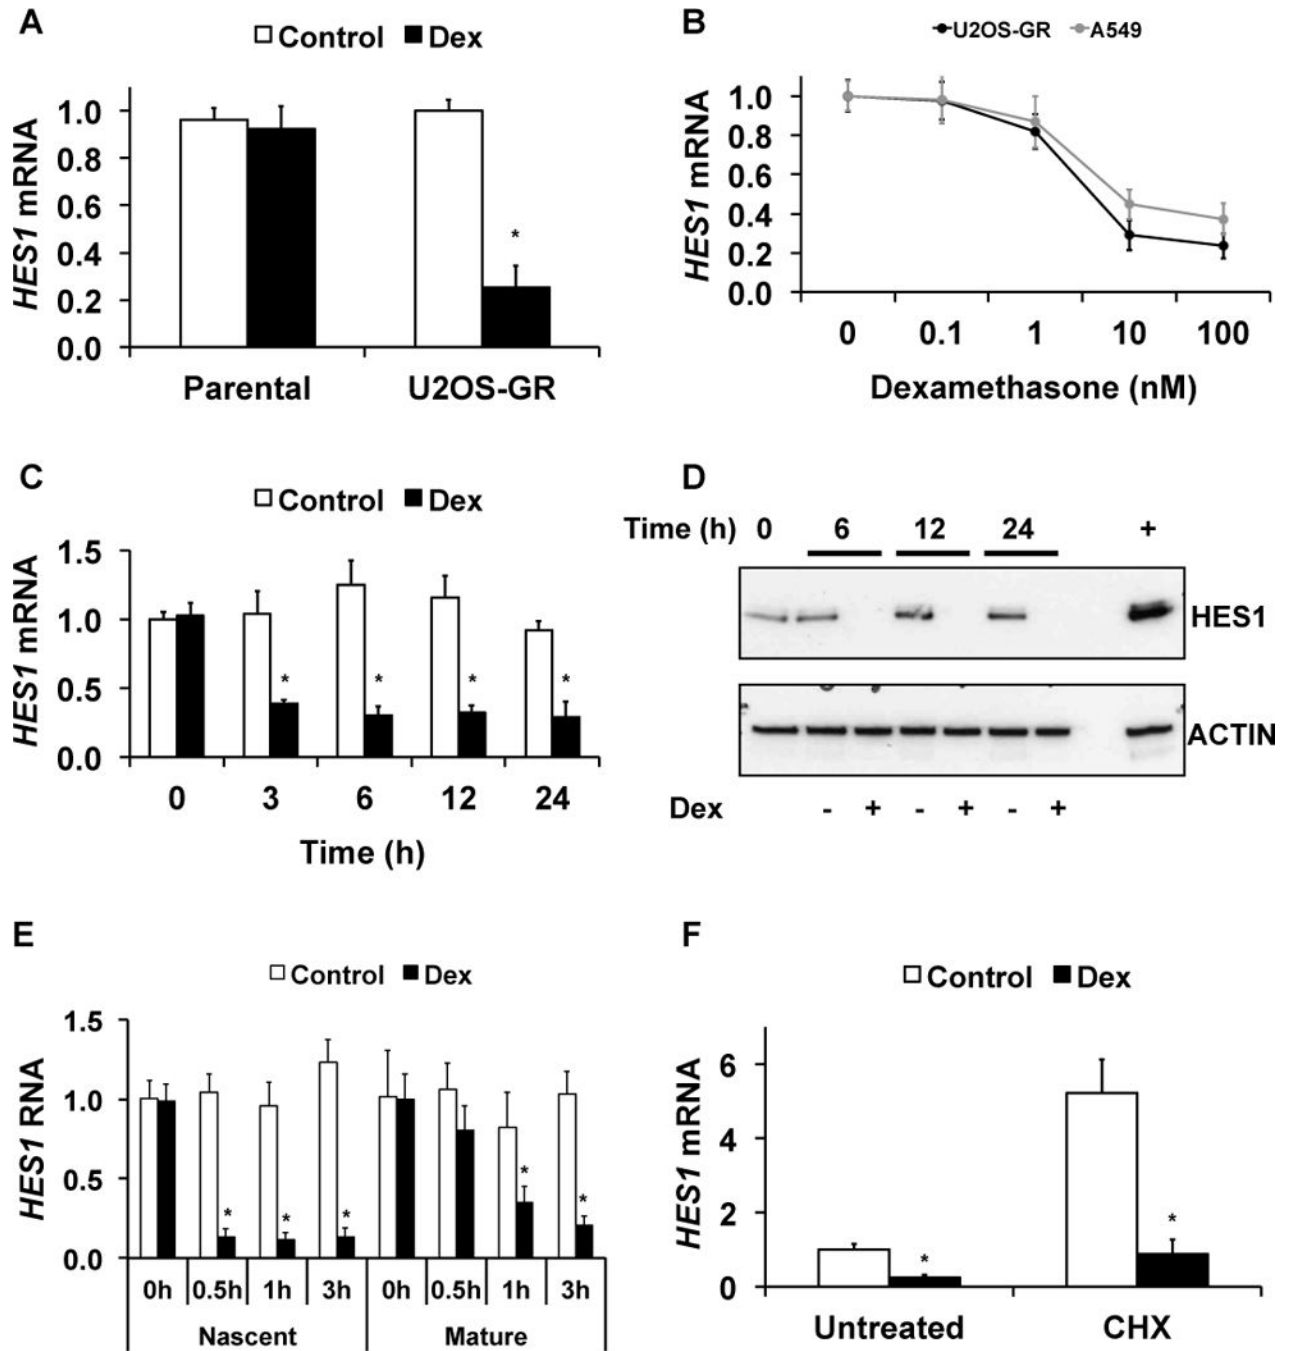 A
Control Dex
HES1 mRNA
1.0
0.8
0.6
0.4
0.2
0.0
*
Parental U2OS-GR
B
U2OS-GR A549
HES1 mRNA
1.0
0.8
0.6
0.4
0.2
0.0
0 0.1 1 10 100
Dexamethasone (nM)
C
Control Dex
HES1 mRNA
1.5
1.0
0.5
0.0
* * * *
0 3 6 12 24
Time (h)
D
Time (h) 0 6 12 24 +
HES1
ACTIN
Dex - + - + - +
E
Control Dex
HES1 RNA
1.5
1.0
0.5
0.0
* * * * *
0h 0.5h 1h 3h 0h 0.5h 1h 3h
Nascent Mature
F
Control Dex
HES1 mRNA
6
4
2
0
* *
Untreated CHX